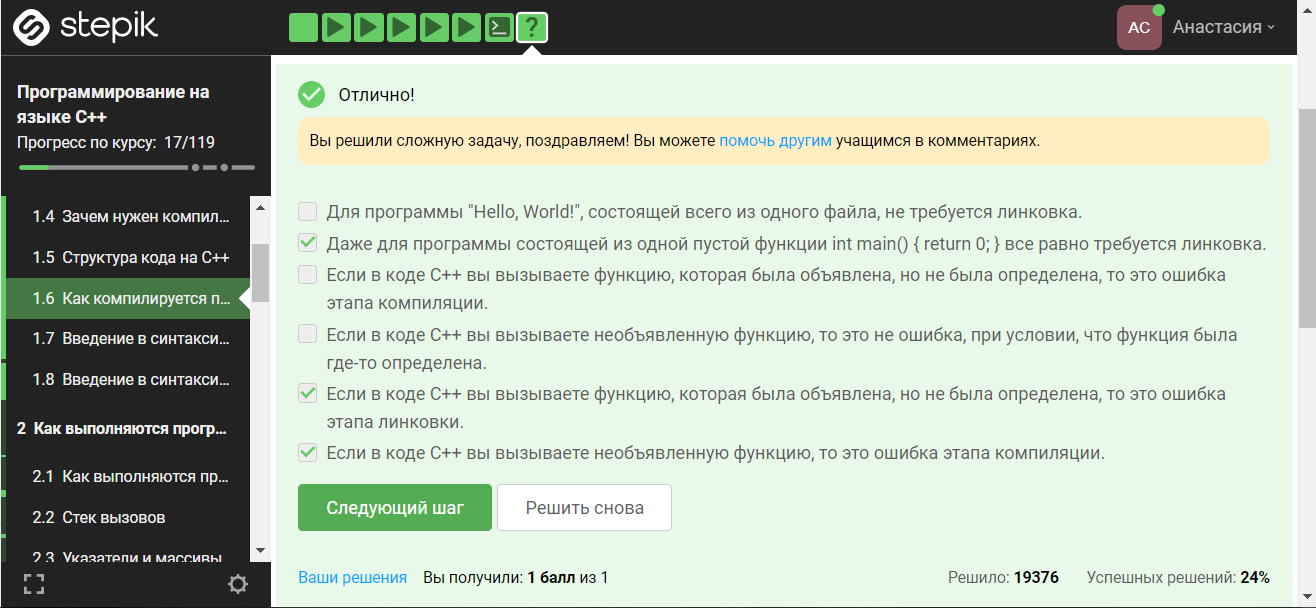 stepik
?
АС
Анастасия
Программирование на
языке C++
Прогресс по курсу: 17/119
1.4 Зачем нужен компил...
1.5 Структура кода на C++
1.6 Как компилируется п...
1.7 Введение в синтакси...
1.8 Введение в синтакси...
2 Как выполняются прогр...
2.1 Как выполняются пр...
2.2 Стек вызовов
2.3 Указатели и массивы
Отлично!
Вы решили сложную задачу, поздравляем! Вы можете помочь другим учащимся в комментариях.
Для программы "Hello, World!", состоящей всего из одного файла, не требуется линковка.
Даже для программы состоящей из одной пустой функции int main() { return 0; } все равно требуется линковка.
Если в коде C++ вы вызываете функцию, которая была объявлена, но не была определена, то это ошибка
этапа компиляции.
Если в коде C++ вы вызываете необъявленную функцию, то это не ошибка, при условии, что функция была
где-то определена.
Если в коде C++ вы вызываете функцию, которая была объявлена, но не была определена, то это ошибка
этапа линковки.
Если в коде C++ вы вызываете необъявленную функцию, то это ошибка этапа компиляции.
Следующий шаг
Решить снова
Ваши решения Вы получили: 1 балл из 1
Решило: 19376 Успешных решений: 24%